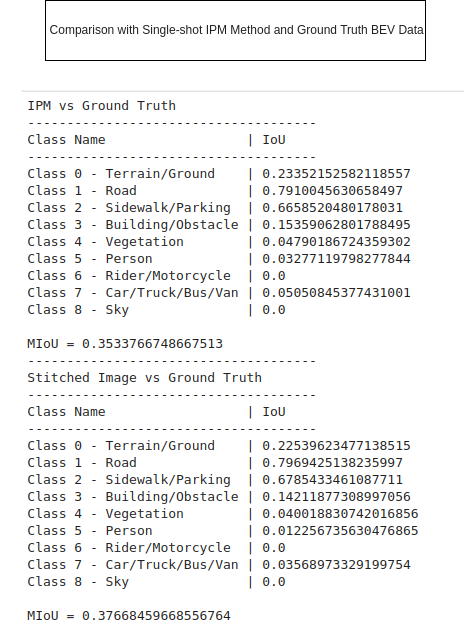 Comparison with Single-shot IPM Method and Ground Truth BEV Data
IPM vs Ground Truth
-------------------------------------
Class Name                  | IoU
-------------------------------------
Class 0 - Terrain/Ground    | 0.23352152582118557
Class 1 - Road              | 0.7910045630658497
Class 2 - Sidewalk/Parking  | 0.6658520480178031
Class 3 - Building/Obstacle | 0.15359062801788495
Class 4 - Vegetation        | 0.04790186724359302
Class 5 - Person            | 0.03277119798277844
Class 6 - Rider/Motorcycle  | 0.0
Class 7 - Car/Truck/Bus/Van | 0.05050845377431001
Class 8 - Sky               | 0.0
MIoU = 0.3533766748667513
-------------------------------------
Stitched Image vs Ground Truth
-------------------------------------
Class Name                  | IoU
-------------------------------------
Class 0 - Terrain/Ground    | 0.22539623477138515
Class 1 - Road              | 0.7969425138235997
Class 2 - Sidewalk/Parking  | 0.6785433461087711
Class 3 - Building/Obstacle | 0.14211877308997056
Class 4 - Vegetation        | 0.040018830742016856
Class 5 - Person            | 0.012256735630476865
Class 6 - Rider/Motorcycle  | 0.0
Class 7 - Car/Truck/Bus/Van | 0.03568973329199754
Class 8 - Sky               | 0.0
MIoU = 0.37668459668556764